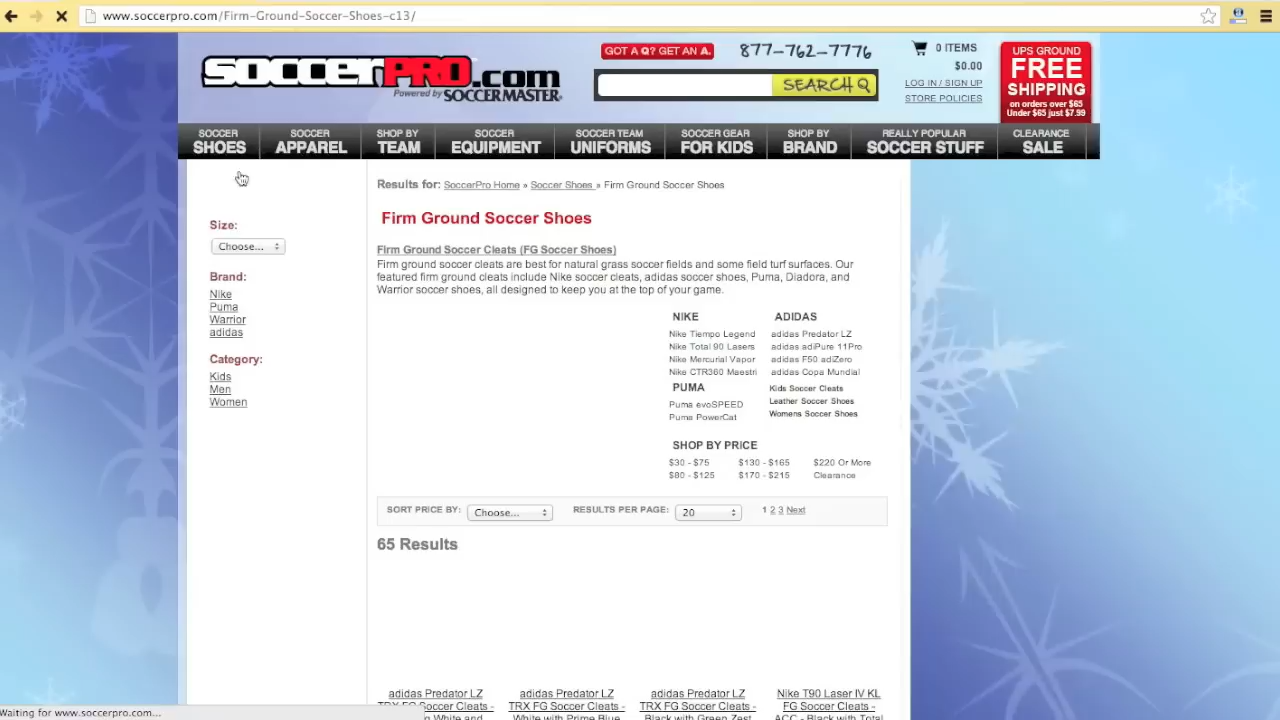 www.soccerpro.com/Firm-Ground-Soccer-Shoes-c13/
soccerPRO.com
Powered by SOCCERMASTER
GOT A Q? GET AN A.
877-762-7776
SEARCH
0 ITEMS
$0.00
LOG IN / SIGN UP
STORE POLICIES
UPS GROUND
FREE
SHIPPING
on orders over $65
Under $65 just $7.99
SOCCER SHOES
SOCCER APPAREL
SHOP BY TEAM
SOCCER EQUIPMENT
SOCCER TEAM UNIFORMS
SOCCER GEAR FOR KIDS
SHOP BY BRAND
REALLY POPULAR SOCCER STUFF
CLEARANCE SALE
Size:
Choose...
Brand:
Nike
Puma
Warrior
adidas
Category:
Kids
Men
Women
Results for: SoccerPro Home » Soccer Shoes » Firm Ground Soccer Shoes
Firm Ground Soccer Shoes
Firm Ground Soccer Cleats (FG Soccer Shoes)
Firm ground soccer cleats are best for natural grass soccer fields and some field turf surfaces. Our
featured firm ground cleats include Nike soccer cleats, adidas soccer shoes, Puma, Diadora, and
Warrior soccer shoes, all designed to keep you at the top of your game.
NIKE
Nike Tiempo Legend
Nike Total 90 Lasers
Nike Mercurial Vapor
Nike CTR360 Maestri
PUMA
Puma evoSPEED
Puma PowerCat
ADIDAS
adidas Predator LZ
adidas adiPure 11Pro
adidas F50 adiZero
adidas Copa Mundial
Kids Soccer Cleats
Leather Soccer Shoes
Womens Soccer Shoes
SHOP BY PRICE
$30 - $75 $130 - $165 $220 Or More
$80 - $125 $170 - $215 Clearance
SORT PRICE BY: Choose... RESULTS PER PAGE: 20 1 2 3 Next
65 Results
adidas Predator LZ
TRX FG Soccer Cleats -
White and
adidas Predator LZ
TRX FG Soccer Cleats -
White with Prime Blue
adidas Predator LZ
TRX FG Soccer Cleats -
Black with Green Zest
Nike T90 Laser IV KL
FG Soccer Cleats -
ACC - Black with Total
Waiting for www.soccerpro.com...